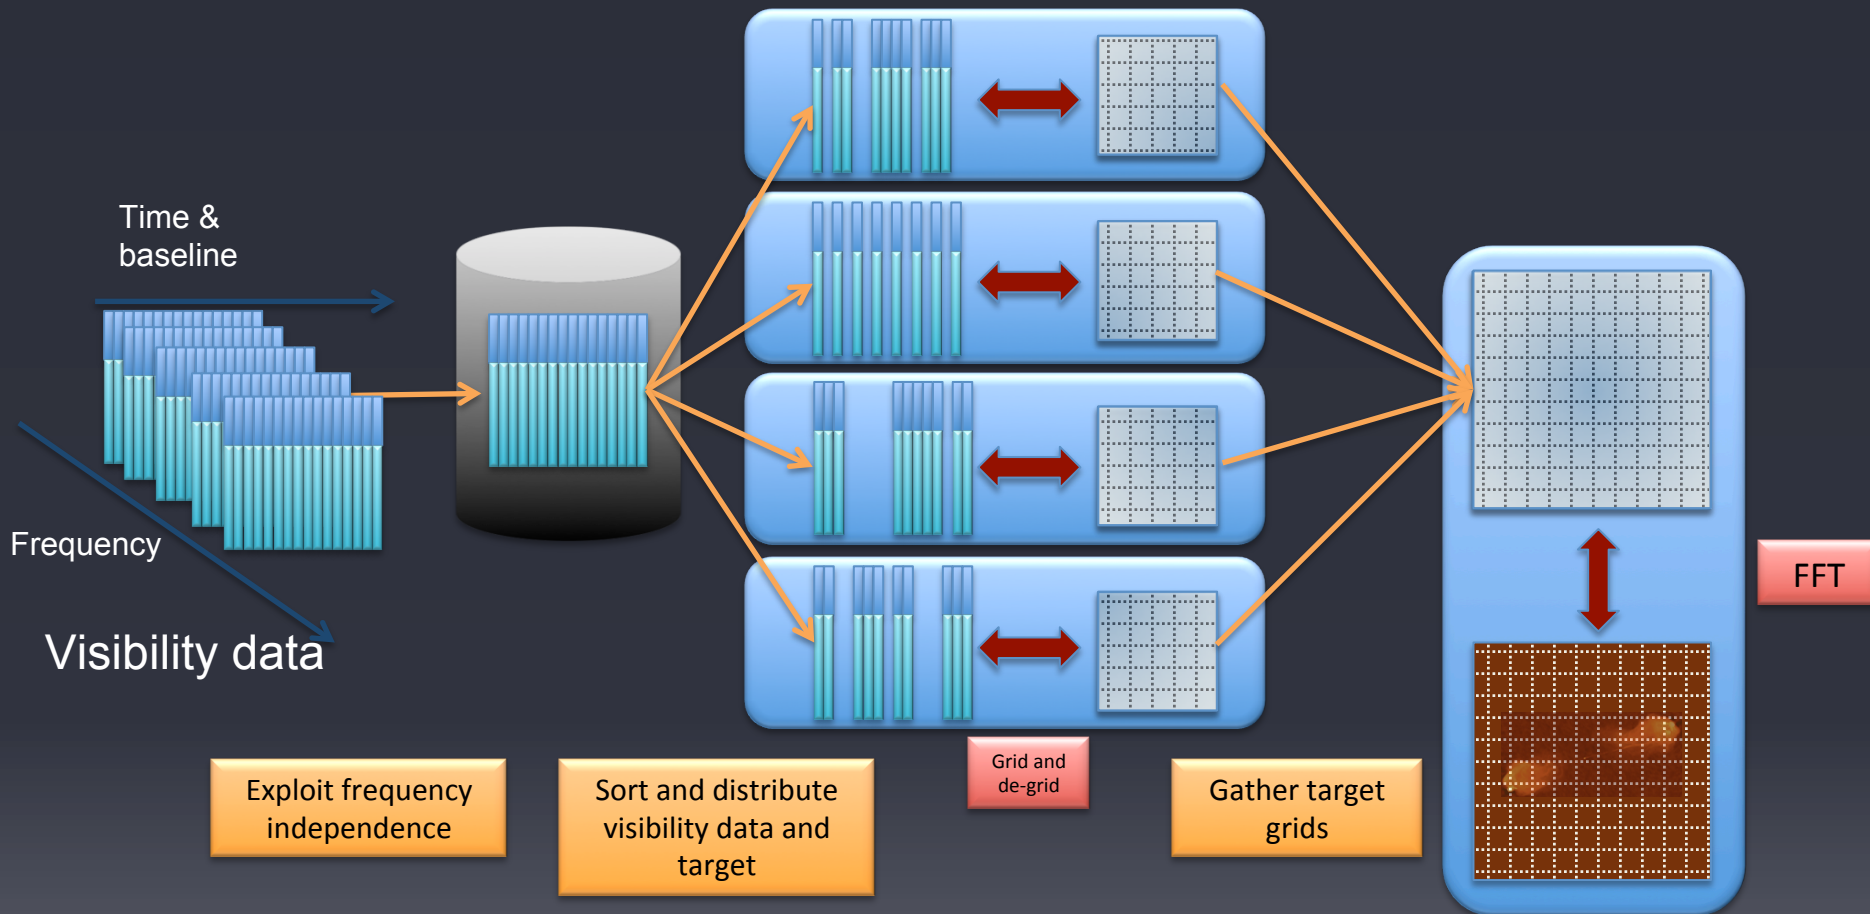 Time &
baseline
Frequency
Visibility data
Exploit frequency
independence
Sort and distribute
visibility data and
target
Grid and
de-grid
Gather target
grids
FFT